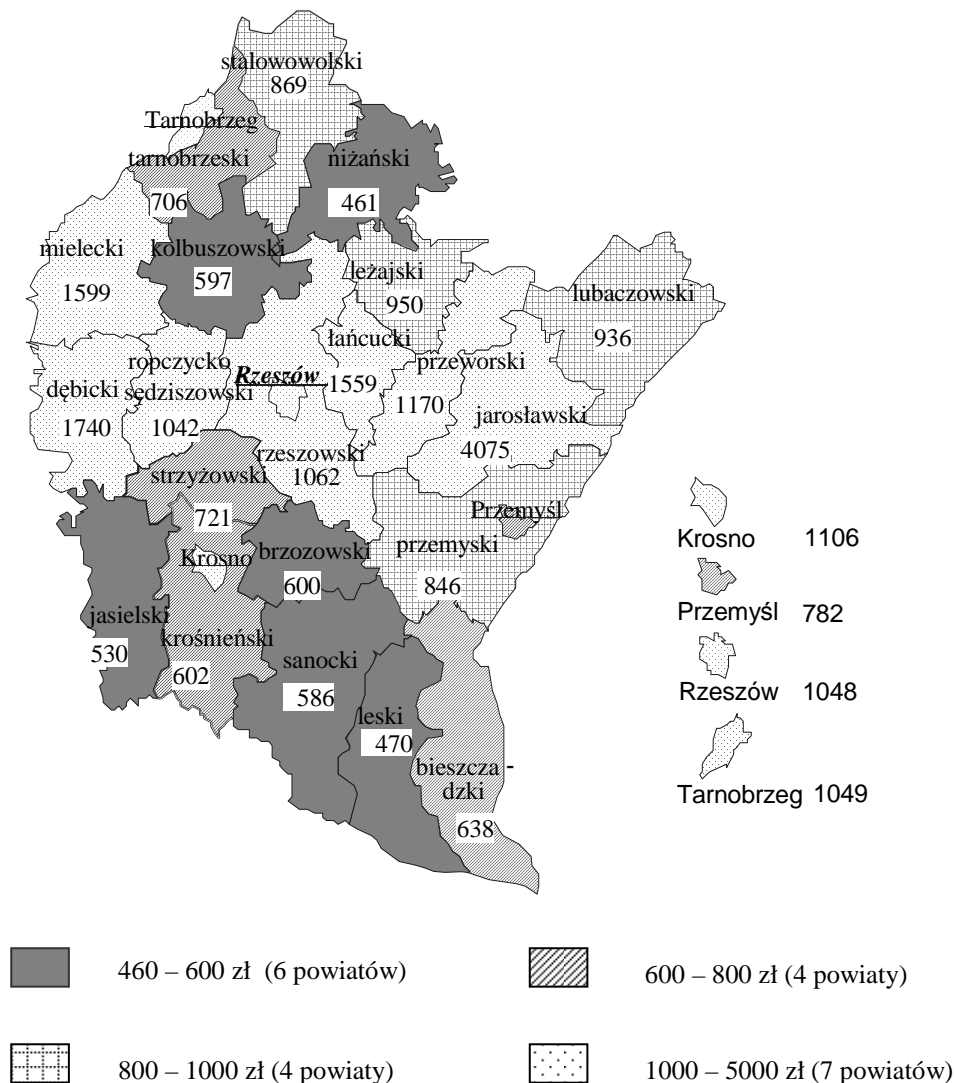 stalowowolski
869
Tarnobrzeg
tarnobrzeski
706
niżański
461
mielecki
1599
kolbuszowski
597
leżajski
950
lubaczowski
936
łańcucki
1559
ropczycko
sędziszowski
1042
Rzeszów
przeworski
1170
dębicki
1740
jarosławski
4075
rzeszowski
1062
strzyżowski
721
Przemyśl
przemyski
846
Krosno
brzozowski
600
jasielski
530
krośnieński
602
sanocki
586
leski
470
bieszcza -
dzki
638
Krosno 1106
Przemyśl 782
Rzeszów 1048
Tarnobrzeg 1049
460 – 600 zł (6 powiatów)
600 – 800 zł (4 powiaty)
800 – 1000 zł (4 powiaty)
1000 – 5000 zł (7 powiatów)